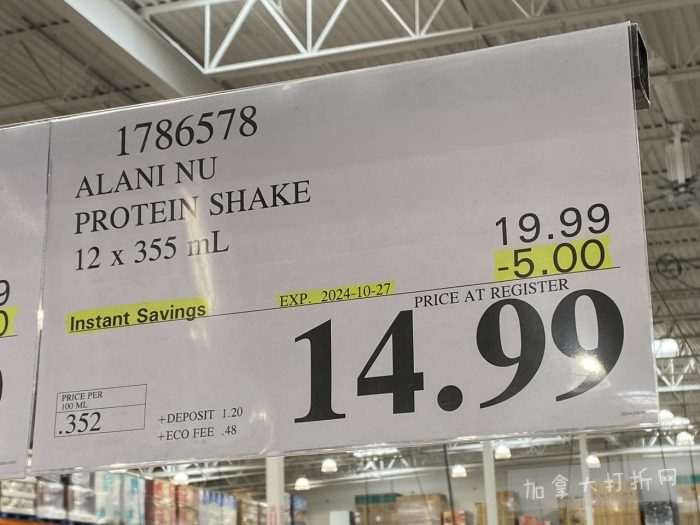 1786578
ALANI NU
PROTEIN SHAKE
12 x 355 mL
19.99
-5.00
Instant Savings
EXP. 2024-10-27
PRICE AT REGISTER
14.99
PRICE PER
100 ML
.352
+DEPOSIT 1.20
+ECO FEE .48
加拿大打折网